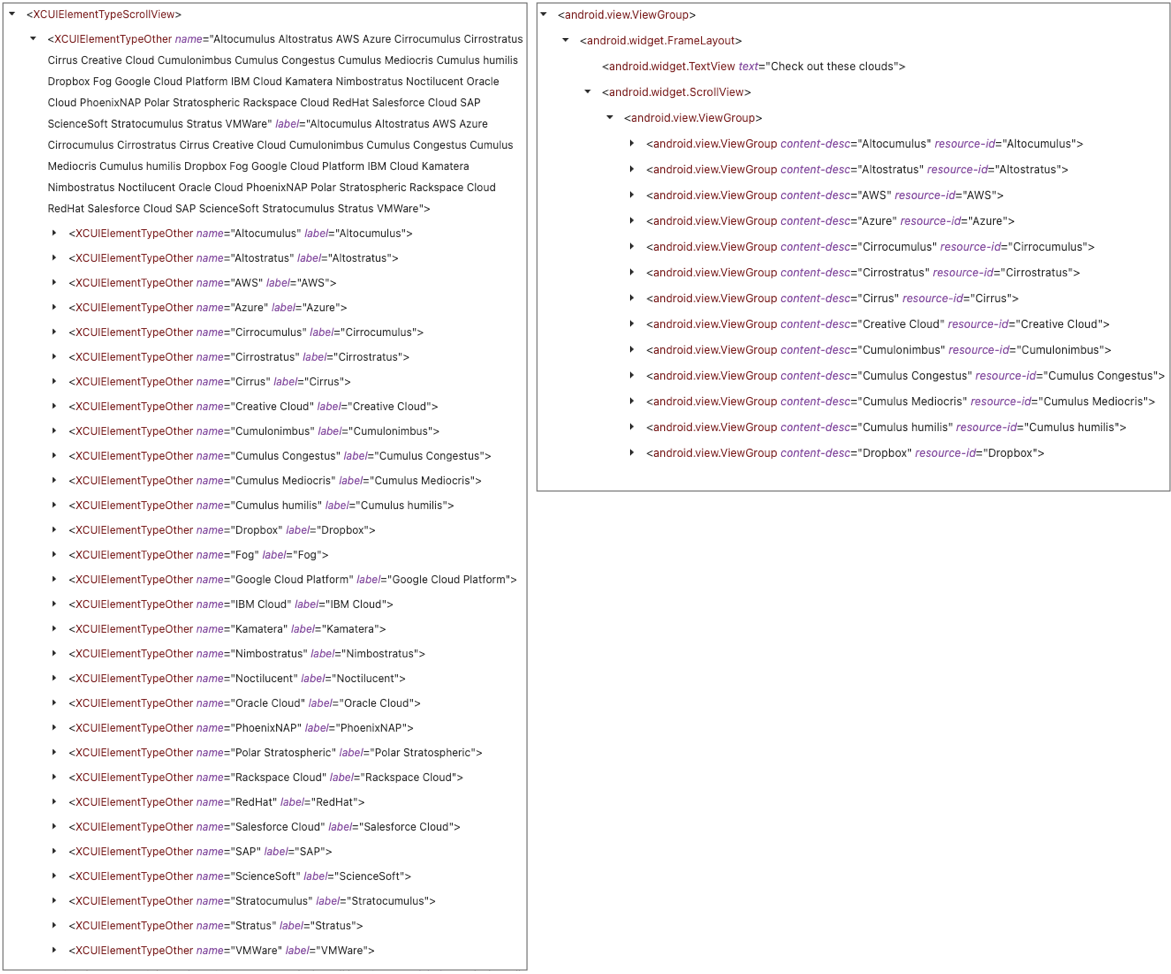 <XCUIElementTypeScrollView>
<XCUIElementTypeOther name="Altocumulus Altostratus AWS Azure Cirrocumulus Cirrostratus
Cirrus Creative Cloud Cumulonimbus Cumulus Congestus Cumulus Mediocris Cumulus humilis
Dropbox Fog Google Cloud Platform IBM Cloud Kamatera Nimbostratus Noctilucent Oracle
Cloud PhoenixNAP Polar Stratospheric Rackspace Cloud RedHat Salesforce Cloud SAP
ScienceSoft Stratocumulus Stratus VMWare" label="Altocumulus Altostratus AWS Azure
Cirrocumulus Cirrostratus Cirrus Creative Cloud Cumulonimbus Cumulus Congestus Cumulus
Mediocris Cumulus humilis Dropbox Fog Google Cloud Platform IBM Cloud Kamatera
Nimbostratus Noctilucent Oracle Cloud PhoenixNAP Polar Stratospheric Rackspace Cloud
RedHat Salesforce Cloud SAP ScienceSoft Stratocumulus Stratus VMWare">
<XCUIElementTypeOther name="Altocumulus" label="Altocumulus">
<XCUIElementTypeOther name="Altostratus" label="Altostratus">
<XCUIElementTypeOther name="AWS" label="AWS">
<XCUIElementTypeOther name="Azure" label="Azure">
<XCUIElementTypeOther name="Cirrocumulus" label="Cirrocumulus">
<XCUIElementTypeOther name="Cirrostratus" label="Cirrostratus">
<XCUIElementTypeOther name="Cirrus" label="Cirrus">
<XCUIElementTypeOther name="Creative Cloud" label="Creative Cloud">
<XCUIElementTypeOther name="Cumulonimbus" label="Cumulonimbus">
<XCUIElementTypeOther name="Cumulus Congestus" label="Cumulus Congestus">
<XCUIElementTypeOther name="Cumulus Mediocris" label="Cumulus Mediocris">
<XCUIElementTypeOther name="Cumulus humilis" label="Cumulus humilis">
<XCUIElementTypeOther name="Dropbox" label="Dropbox">
<XCUIElementTypeOther name="Fog" label="Fog">
<XCUIElementTypeOther name="Google Cloud Platform" label="Google Cloud Platform">
<XCUIElementTypeOther name="IBM Cloud" label="IBM Cloud">
<XCUIElementTypeOther name="Kamatera" label="Kamatera">
<XCUIElementTypeOther name="Nimbostratus" label="Nimbostratus">
<XCUIElementTypeOther name="Noctilucent" label="Noctilucent">
<XCUIElementTypeOther name="Oracle Cloud" label="Oracle Cloud">
<XCUIElementTypeOther name="PhoenixNAP" label="PhoenixNAP">
<XCUIElementTypeOther name="Polar Stratospheric" label="Polar Stratospheric">
<XCUIElementTypeOther name="Rackspace Cloud" label="Rackspace Cloud">
<XCUIElementTypeOther name="RedHat" label="RedHat">
<XCUIElementTypeOther name="Salesforce Cloud" label="Salesforce Cloud">
<XCUIElementTypeOther name="SAP" label="SAP">
<XCUIElementTypeOther name="ScienceSoft" label="ScienceSoft">
<XCUIElementTypeOther name="Stratocumulus" label="Stratocumulus">
<XCUIElementTypeOther name="Stratus" label="Stratus">
<XCUIElementTypeOther name="VMWare" label="VMWare">
<android.view.ViewGroup>
<android.widget.FrameLayout>
<android.widget.TextView text="Check out these clouds">
<android.widget.ScrollView>
<android.view.ViewGroup>
<android.view.ViewGroup content-desc="Altocumulus" resource-id="Altocumulus">
<android.view.ViewGroup content-desc="Altostratus" resource-id="Altostratus">
<android.view.ViewGroup content-desc="AWS" resource-id="AWS">
<android.view.ViewGroup content-desc="Azure" resource-id="Azure">
<android.view.ViewGroup content-desc="Cirrocumulus" resource-id="Cirrocumulus">
<android.view.ViewGroup content-desc="Cirrostratus" resource-id="Cirrostratus">
<android.view.ViewGroup content-desc="Cirrus" resource-id="Cirrus">
<android.view.ViewGroup content-desc="Creative Cloud" resource-id="Creative Cloud">
<android.view.ViewGroup content-desc="Cumulonimbus" resource-id="Cumulonimbus">
<android.view.ViewGroup content-desc="Cumulus Congestus" resource-id="Cumulus Congestus">
<android.view.ViewGroup content-desc="Cumulus Mediocris" resource-id="Cumulus Mediocris">
<android.view.ViewGroup content-desc="Cumulus humilis" resource-id="Cumulus humilis">
<android.view.ViewGroup content-desc="Dropbox" resource-id="Dropbox">